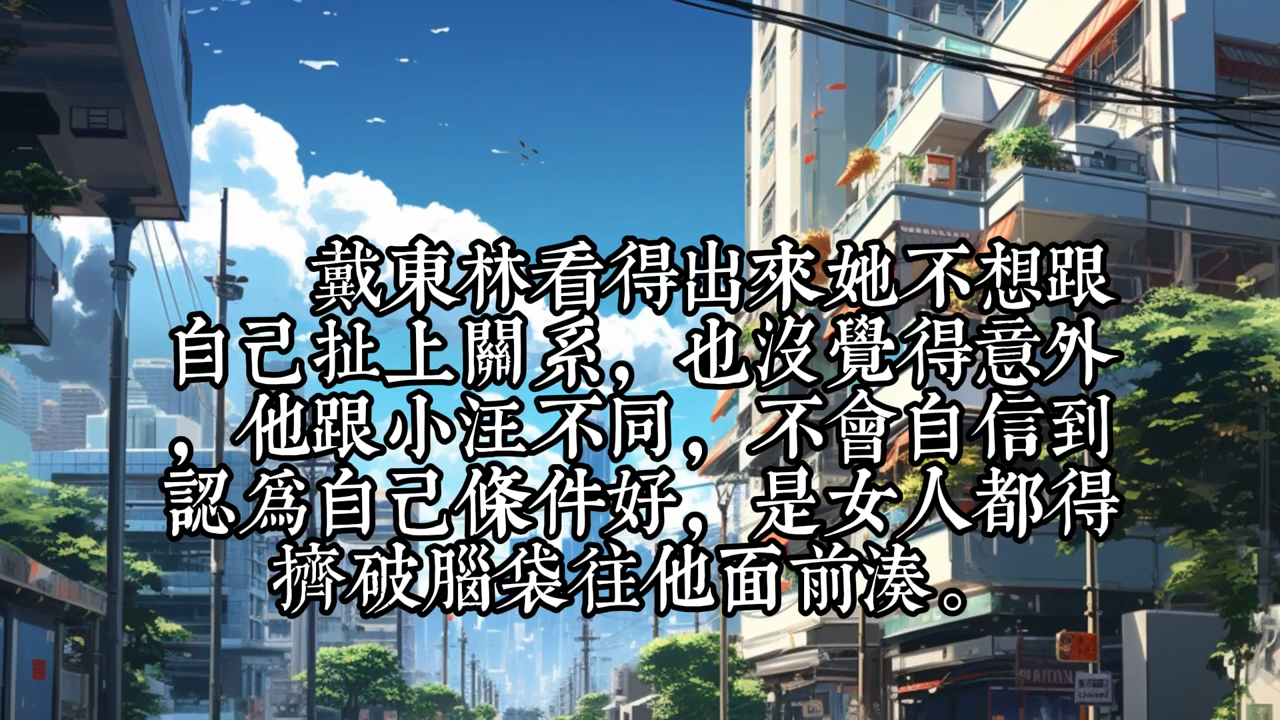 戴東林看得出來她不想跟
自己扯上關系，也沒覺得意外
，他跟小汪不同，不會自信到
認爲自己條件好，是女人都得
擠破腦袋往他面前湊。